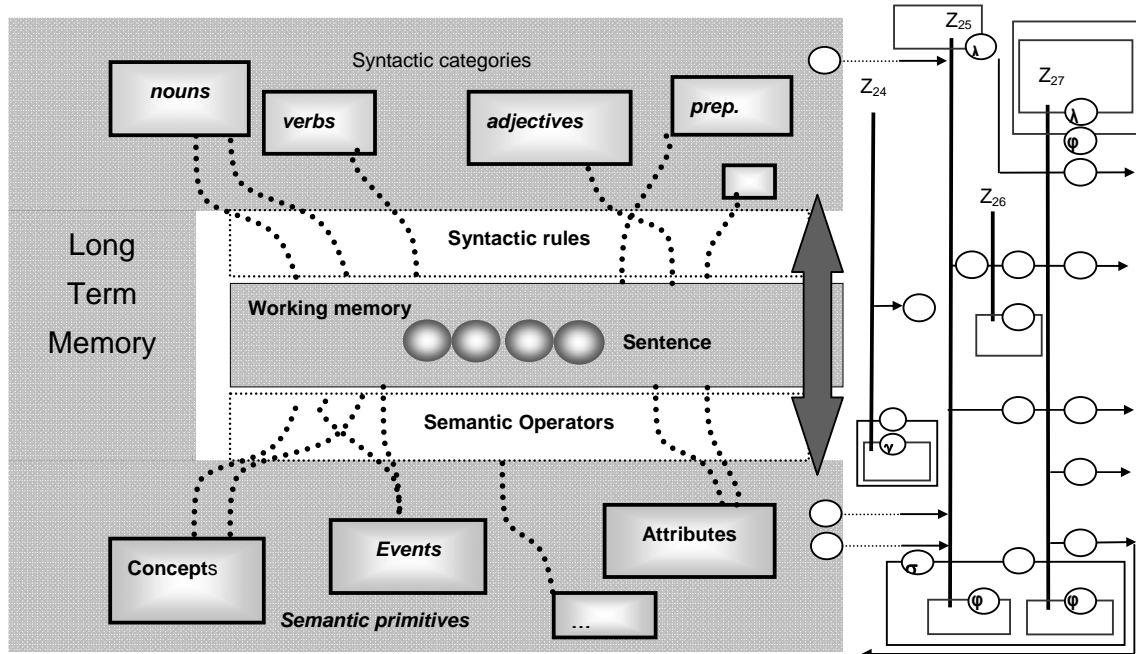 Syntactic categories
nouns
verbs
adjectives
prep.
Long
Term
Memory
Syntactic rules
Working memory
Sentence
Semantic Operators
Concepts
Events
Attributes
...
Semantic primitives
Z24
Z25
Z26
Z27
λ
λ
φ
γ
σ
φ
φ